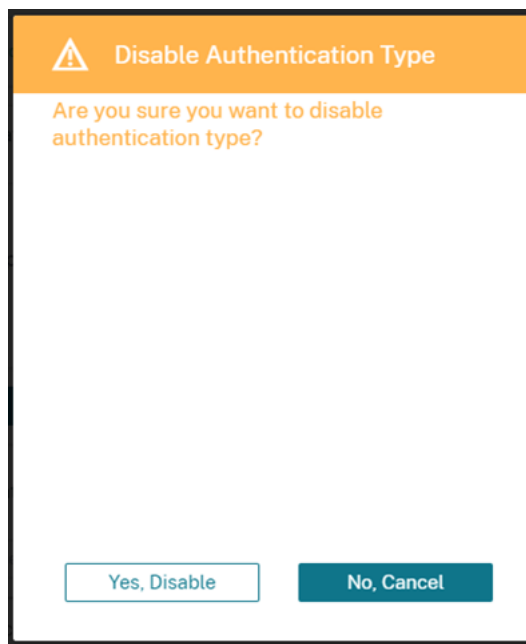 Disable Authentication Type
Are you sure you want to disable
authentication type?
Yes, Disable
No, Cancel